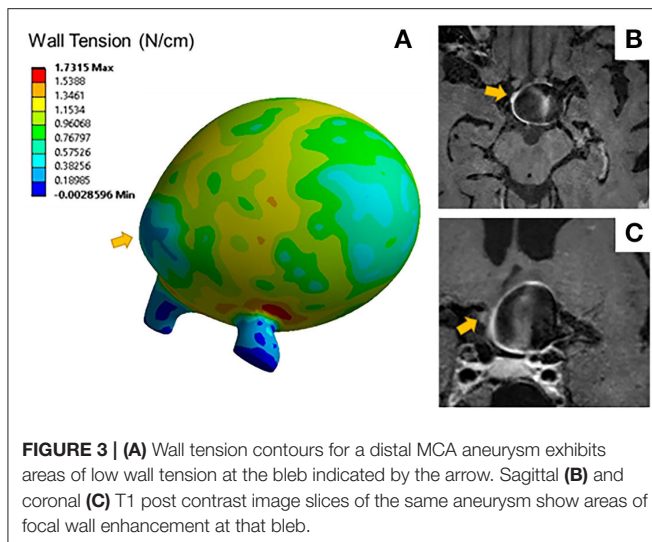 Wall Tension (N/cm)
A
B
1.7315 Max
1.5388
1.3461
1.1534
0.96068
0.76797
0.57526
0.38256
0.18985
-0.0028596 Min
C
FIGURE 3 | (A) Wall tension contours for a distal MCA aneurysm exhibits
areas of low wall tension at the bleb indicated by the arrow. Sagittal (B) and
coronal (C) T1 post contrast image slices of the same aneurysm show areas of
focal wall enhancement at that bleb.